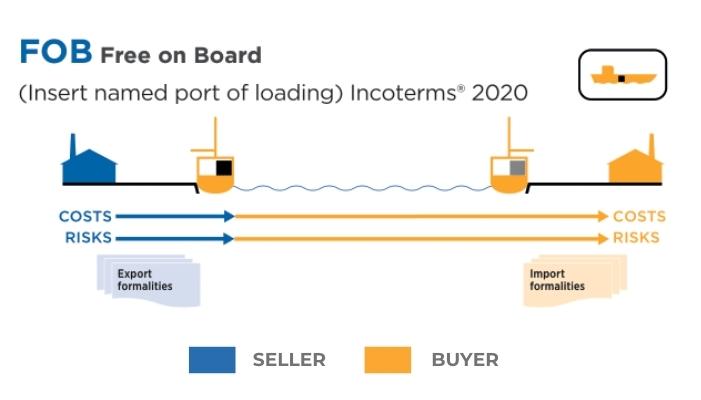 FOB Free on Board
(Insert named port of loading) Incoterms® 2020
COSTS COSTS
RISKS RISKS
Export
formalities
Import
formalities
SELLER BUYER